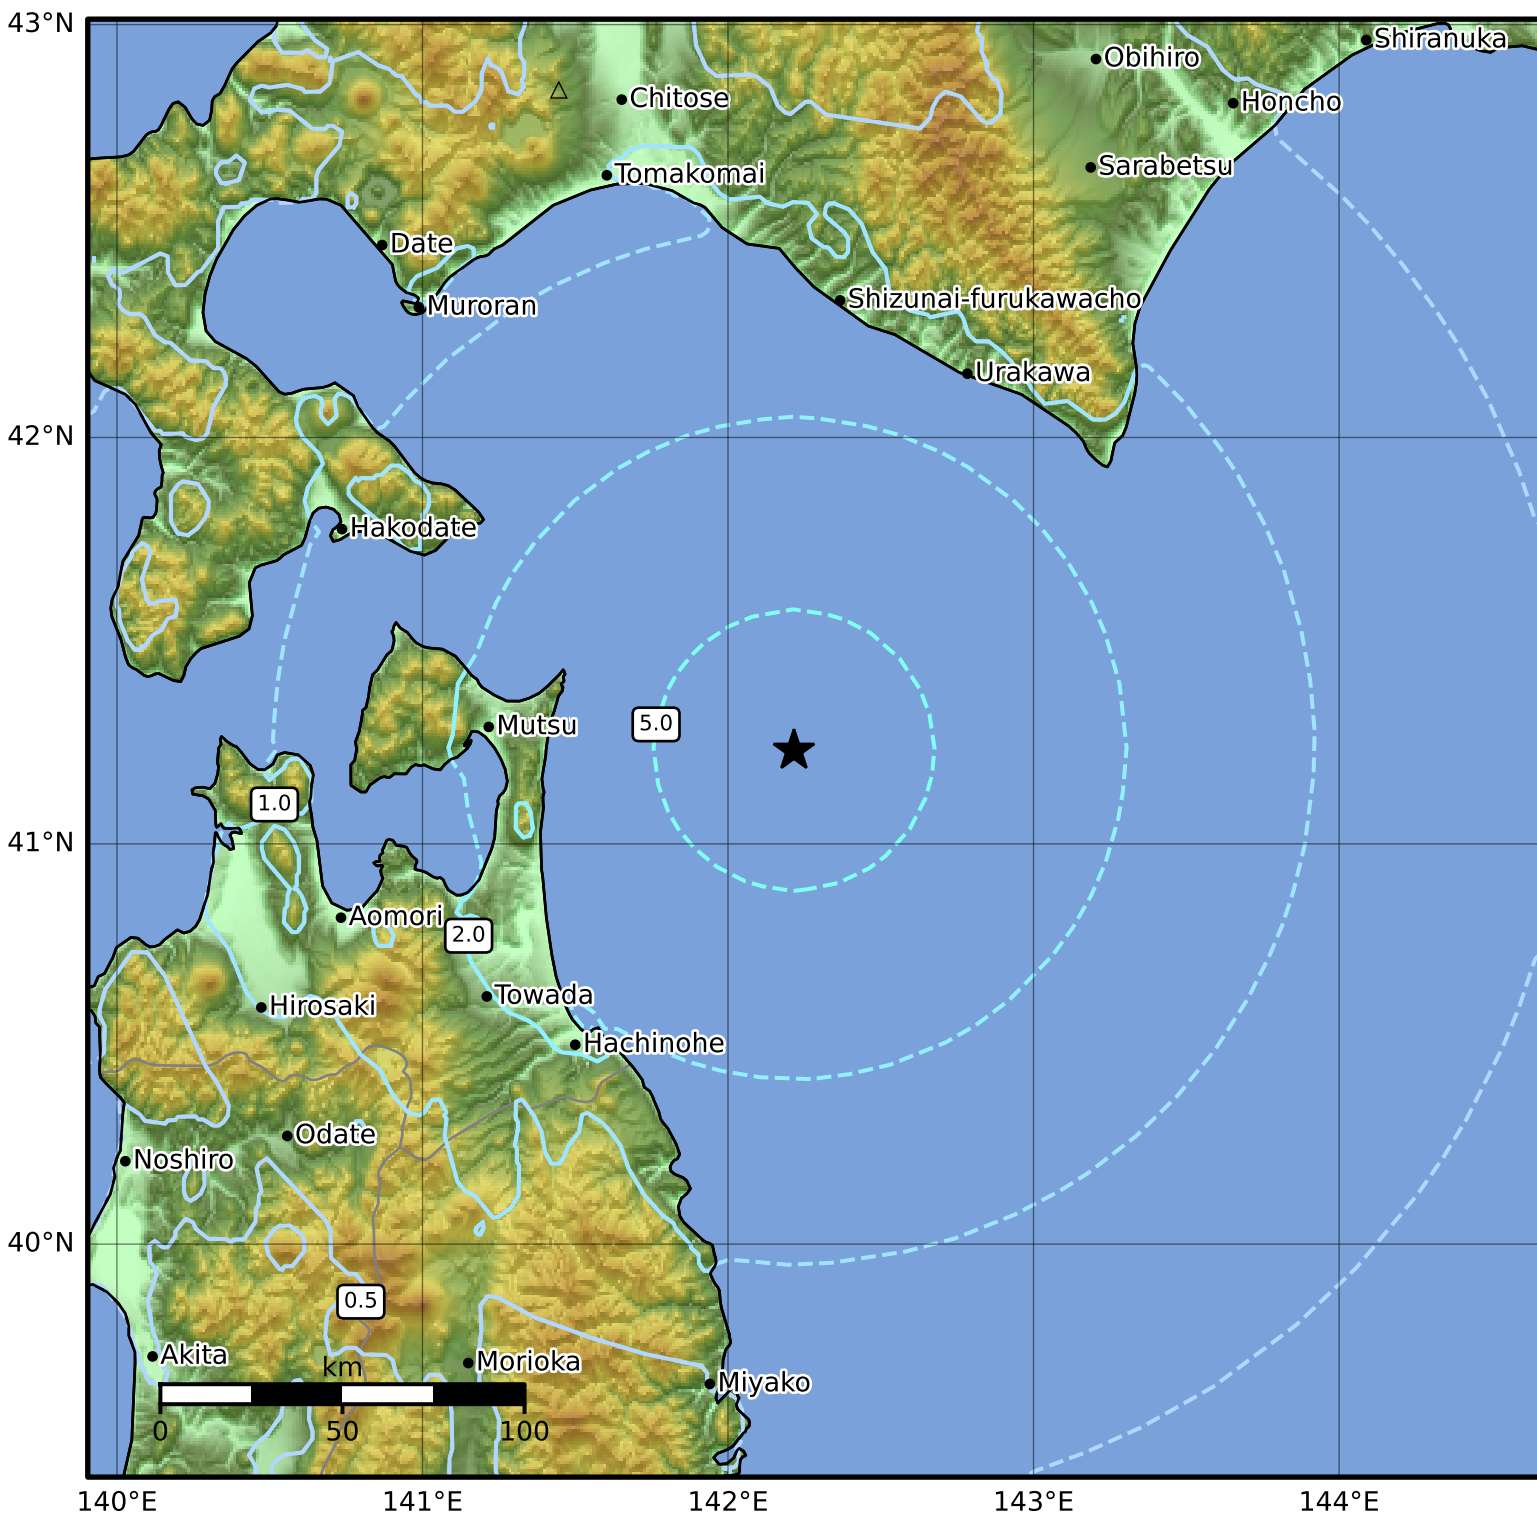 43°N
Shiranuka
Obihiro
Chitose
Honcho
Sarabetsu
Tomakomai
Date
Shizunai-furukawacho
Muroran
Urakawa
42°N
Hakodate
5.0
Mutsu
1.0
41°N
Aomori
2.0
Towada
Hirosaki
Hachinohe
Odate
Noshiro
40°N
0.5
Akita
Morioka
km
Miyako
0 50 100
140°E 141°E 142°E 143°E 144°E